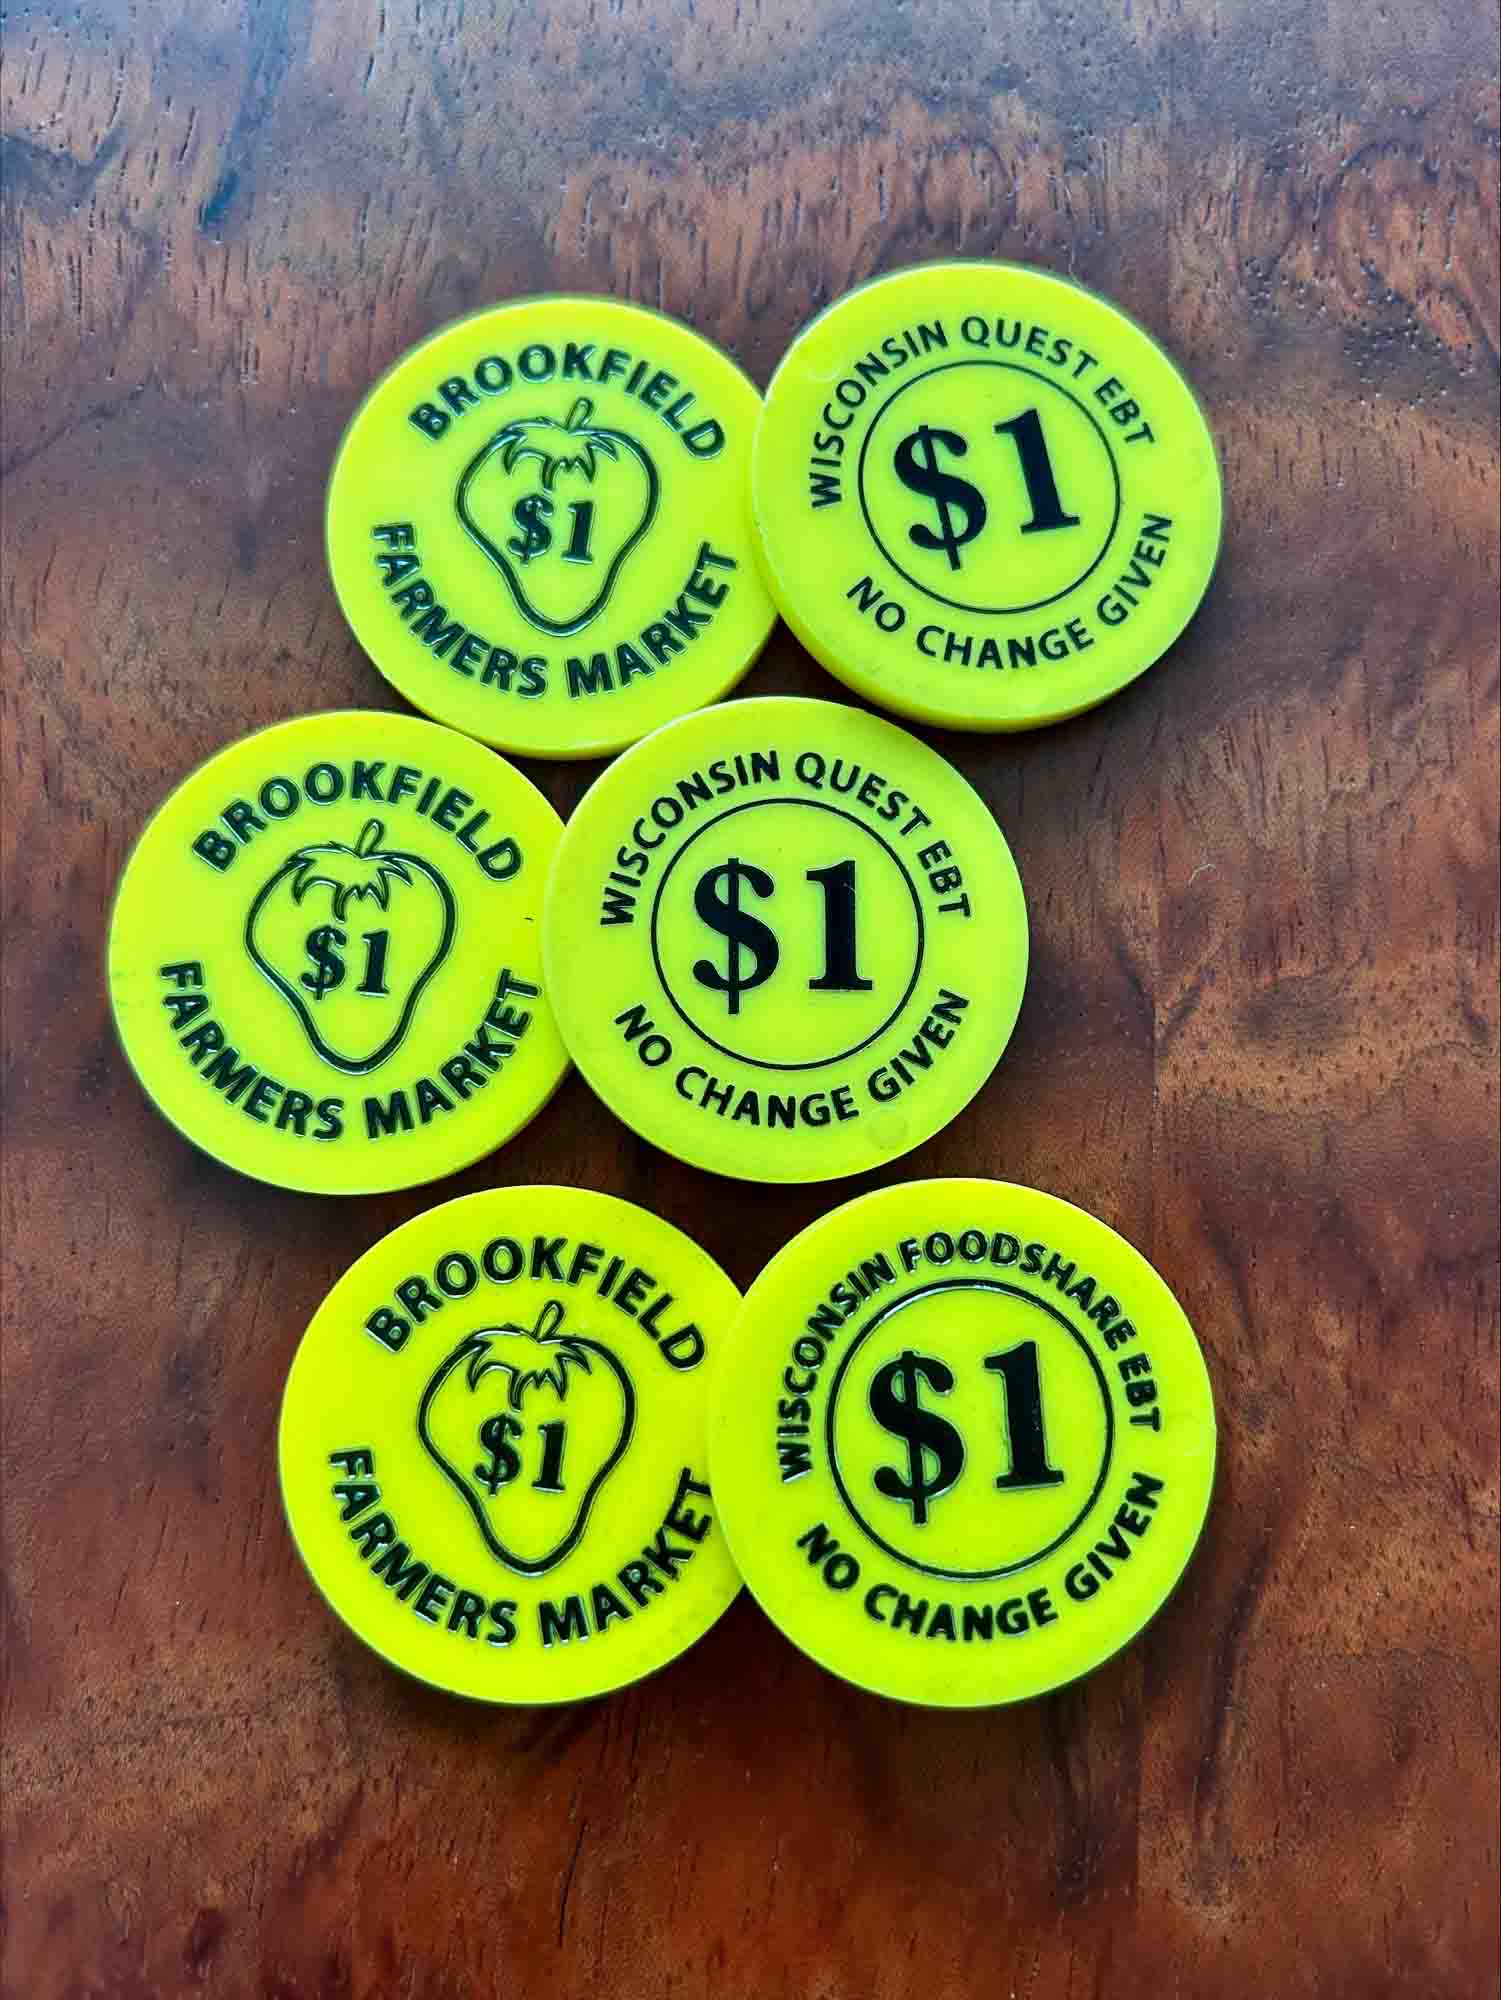 BROOKFIELD
$1
FARMERS MARKET
WISCONSIN QUEST EBT
$1
NO CHANGE GIVEN
BROOKFIELD
$1
FARMERS MARKET
WISCONSIN QUEST EBT
$1
NO CHANGE GIVEN
BROOKFIELD
$1
FARMERS MARKET
WISCONSIN FOODSHARE EBT
$1
NO CHANGE GIVEN